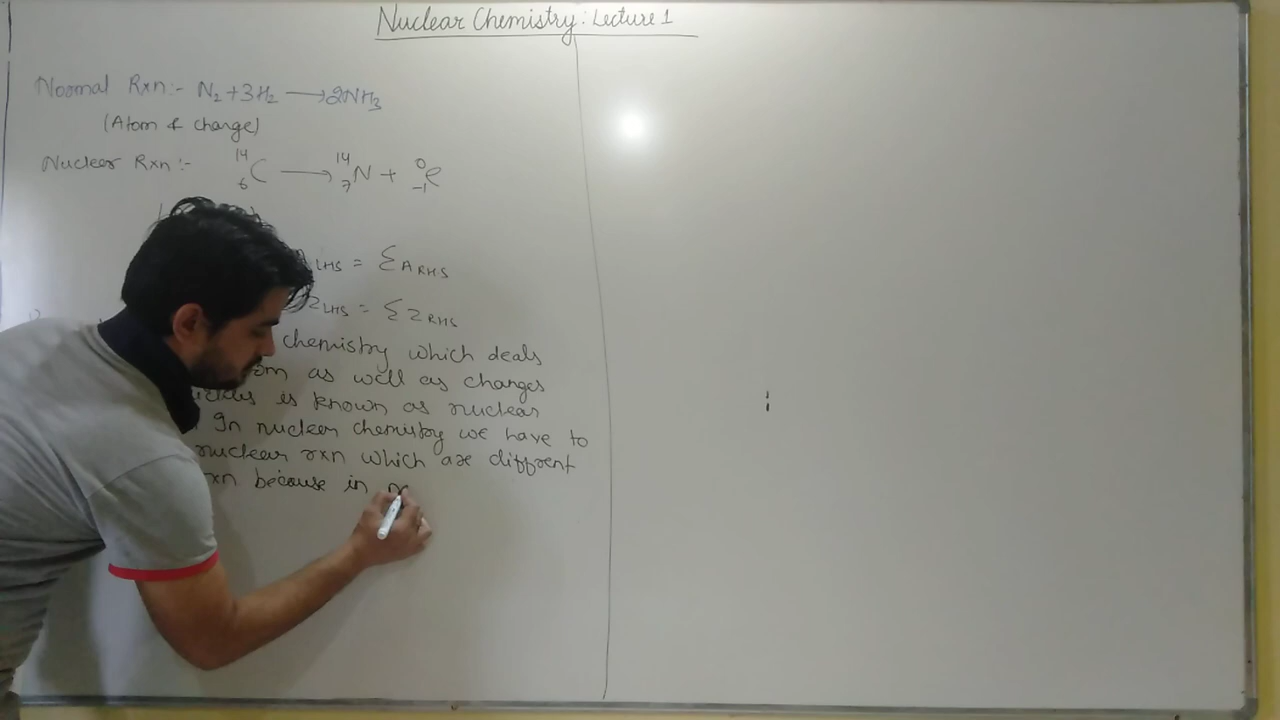 Nuclear Chemistry: Lecture 1
Normal Rxn:- N₂+3H₂ ⟶2NH₃
(Atom & charge)
Nuclear Rxn:- ¹⁴₆C ⟶ ¹⁴₇N + ⁰₋₁e
LHS = ΣA RHS
Z LHS = ΣZ RHS
chemistry which deals
as well as changes
is known as nuclear
In nuclear chemistry we have to
nuclear rxn which are diffrent
because in